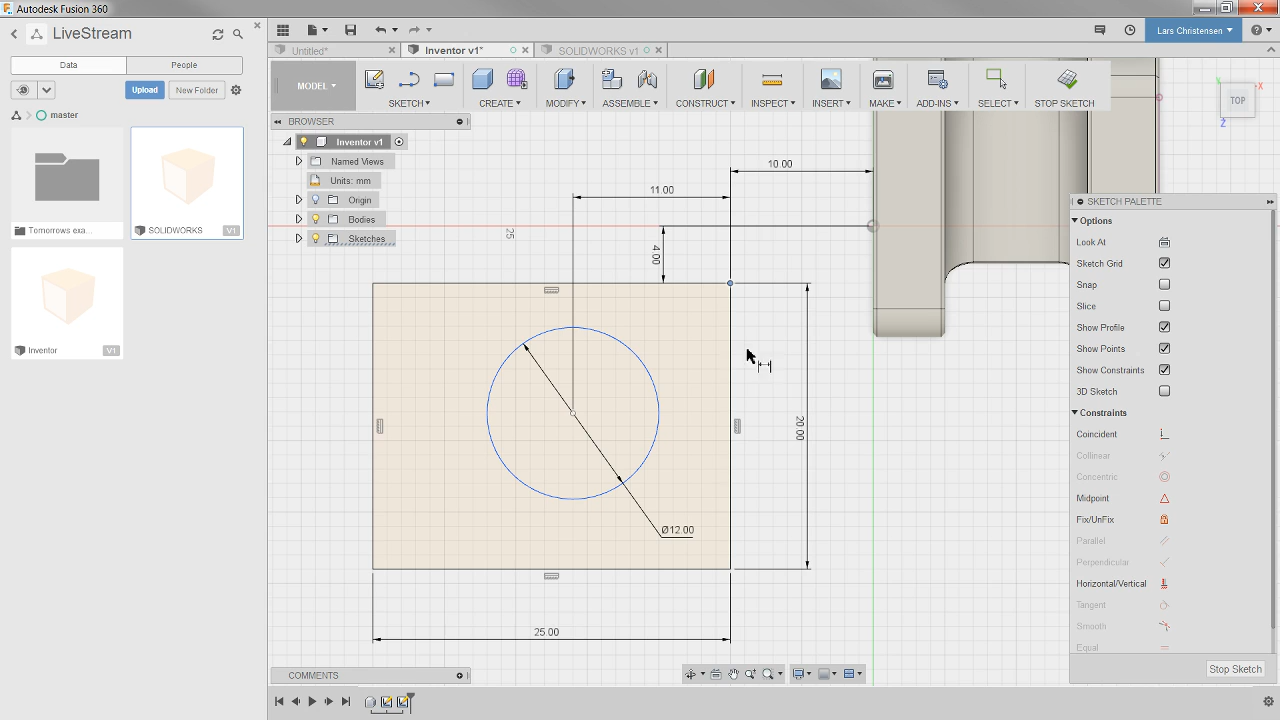 Autodesk Fusion 360
LiveStream
Data
People
Upload
New Folder
master
Tomorrows exa...
SOLIDWORKS
V1
Inventor
V1
Untitled*
Inventor v1*
SOLIDWORKS v1
Lars Christensen
MODEL
SKETCH
CREATE
MODIFY
ASSEMBLE
CONSTRUCT
INSPECT
INSERT
MAKE
ADD-INS
SELECT
STOP SKETCH
BROWSER
Inventor v1
Named Views
Units: mm
Origin
Bodies
Sketches
TOP
X
Y
Z
10.00
11.00
25
4.00
20.00
Ø12.00
25.00
SKETCH PALETTE
Options
Look At
Sketch Grid
Snap
Slice
Show Profile
Show Points
Show Constraints
3D Sketch
Constraints
Coincident
Collinear
Concentric
Midpoint
Fix/UnFix
Parallel
Perpendicular
Horizontal/Vertical
Tangent
Smooth
Equal
Stop Sketch
COMMENTS